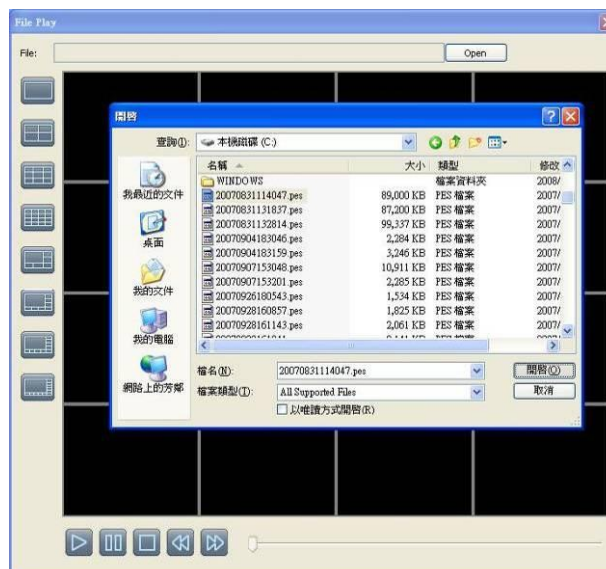 File Play
File:
Open
開啓
查詢(I):
本機磁碟 (C:)
名稱 大小 類型 修改
WINDOWS 檔案資料夾 2008/
20070831114047.pes 89,000 KB PES 檔案 2007/
20070831131837.pes 87,200 KB PES 檔案 2007/
20070831132814.pes 99,337 KB PES 檔案 2007/
20070904183046.pes 2,284 KB PES 檔案 2007/
20070904183159.pes 3,246 KB PES 檔案 2007/
20070907153048.pes 10,911 KB PES 檔案 2007/
20070907153201.pes 2,285 KB PES 檔案 2007/
20070926180543.pes 1,534 KB PES 檔案 2007/
20070928160857.pes 1,825 KB PES 檔案 2007/
20070928161143.pes 2,061 KB PES 檔案 2007/
我最近的文件
桌面
我的文件
我的電腦
網路上的芳鄰
檔名(N):
20070831114047.pes
開啓(O)
檔案類型(T):
All Supported Files
取消
以唯讀方式開啓(R)